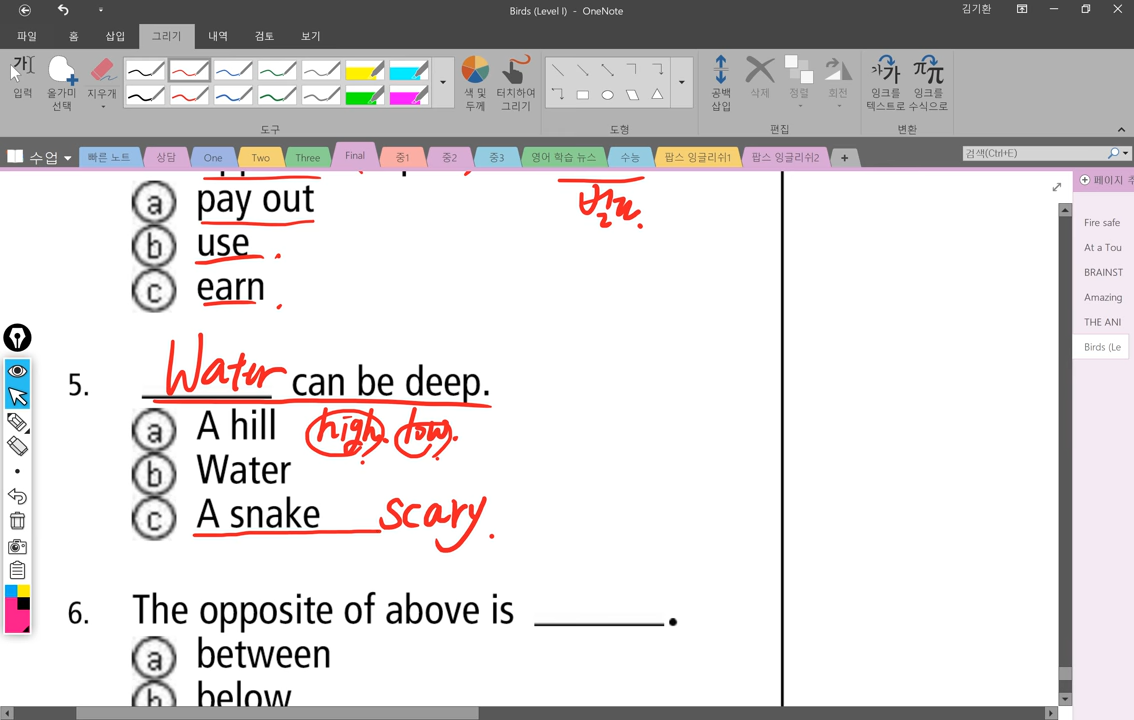 Birds (Level I) - OneNote
김기환
파일 홈 삽입 그리기 내역 검토 보기
가
입력
올가미 선택
지우개
색 및 두께
터치하여 그리기
공백 삽입
삭제
정렬
회전
잉크를 텍스트로
잉크를 수식으로
도구
도형
편집
변환
수업
빠른 노트 상담 One Two Three Final 중1 중2 중3 영어 학습 뉴스 수능 팝스 잉글리쉬1 팝스 잉글리쉬2
검색(Ctrl+E)
페이지 추
Fire safe
At a Tou
BRAINST
Amazing
THE ANI
Birds (Le
a pay out
b use
c earn
5. Water can be deep.
a A hill high. low.
b Water
c A snake scary.
6. The opposite of above is ________.
a between
b below